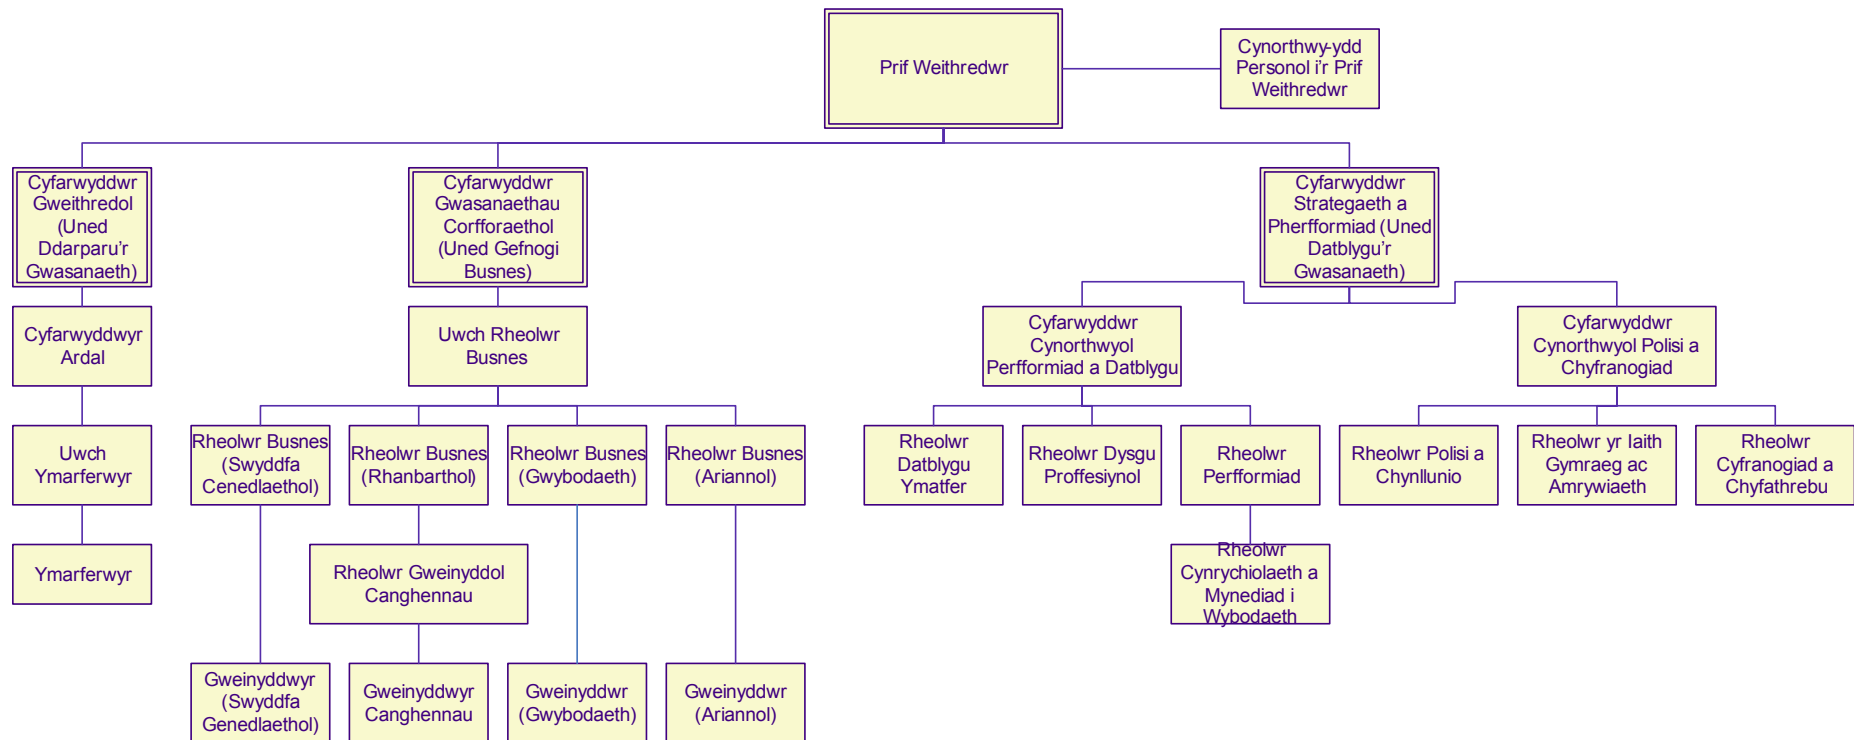 Prif Weithredwr
Cynorthwy-ydd
Personol i'r Prif
Weithredwr
Cyfarwyddwr
Gweithredol
(Uned
Ddarparu'r
Gwasanaeth)
Cyfarwyddwr
Gwasanaethau
Corfforaethol
(Uned Gefnogi
Busnes)
Cyfarwyddwr
Strategaeth a
Pherfformiad (Uned
Datblygu'r
Gwasanaeth)
Cyfarwyddwyr
Ardal
Uwch Rheolwr
Busnes
Cyfarwyddwr
Cynorthwyol
Perfformiad a Datblygu
Cyfarwyddwr
Cynorthwyol Polisi a
Chyfranogiad
Uwch
Ymarferwyr
Rheolwr Busnes
(Swyddfa
Cenedlaethol)
Rheolwr Busnes
(Rhanbarthol)
Rheolwr Busnes
(Gwybodaeth)
Rheolwr Busnes
(Ariannol)
Rheolwr
Datblygu
Ymatfer
Rheolwr Dysgu
Proffesiynol
Rheolwr
Perfformiad
Rheolwr Polisi a
Chynllunio
Rheolwr yr Iaith
Gymraeg ac
Amrywiaeth
Rheolwr
Cyfranogiad a
Chyfathrebu
Ymarferwyr
Rheolwr Gweinyddol
Canghennau
Rheolwr
Cynrychiolaeth a
Mynediad i
Wybodaeth
Gweinyddwyr
(Swyddfa
Genedlaethol)
Gweinyddwyr
Canghennau
Gweinyddwr
(Gwybodaeth)
Gweinyddwr
(Ariannol)